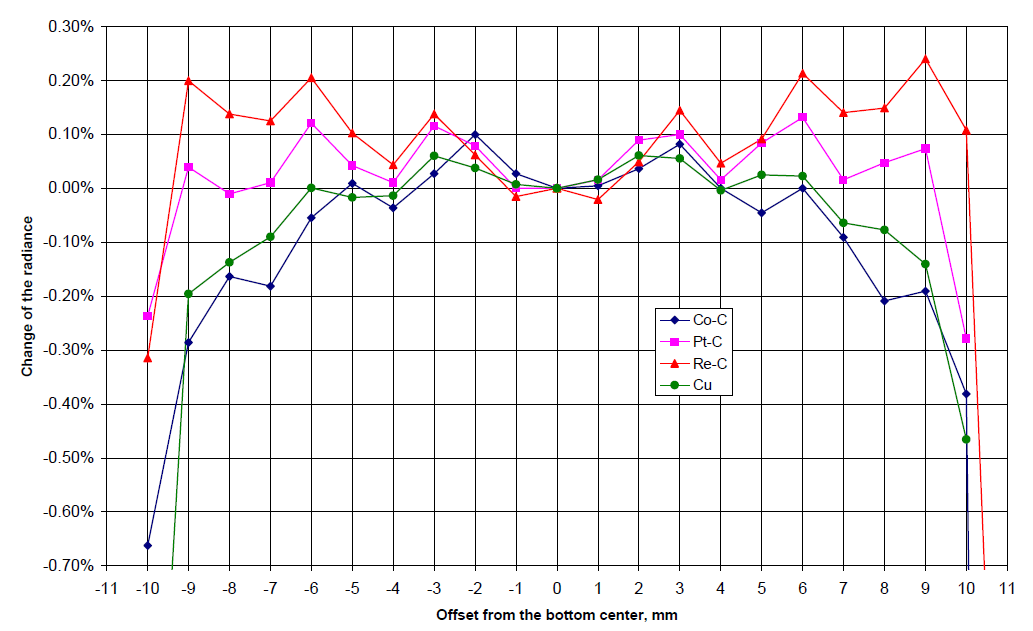 0.30%
0.20%
0.10%
0.00%
-0.10%
-0.20%
-0.30%
-0.40%
-0.50%
-0.60%
-0.70%
Change of the radiance
Co-C
Pt-C
Re-C
Cu
-11 -10 -9 -8 -7 -6 -5 -4 -3 -2 -1 0 1 2 3 4 5 6 7 8 9 10 11
Offset from the bottom center, mm